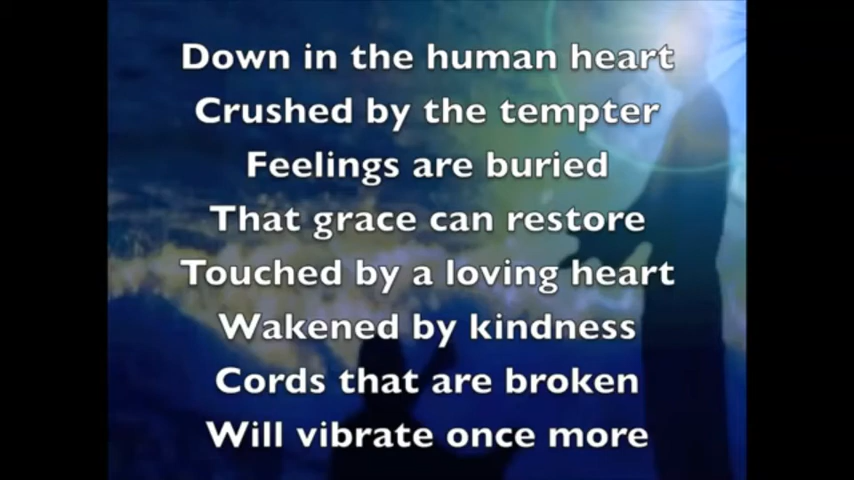 Down in the human heart
Crushed by the tempter
Feelings are buried
That grace can restore
Touched by a loving heart
Wakened by kindness
Cords that are broken
Will vibrate once more